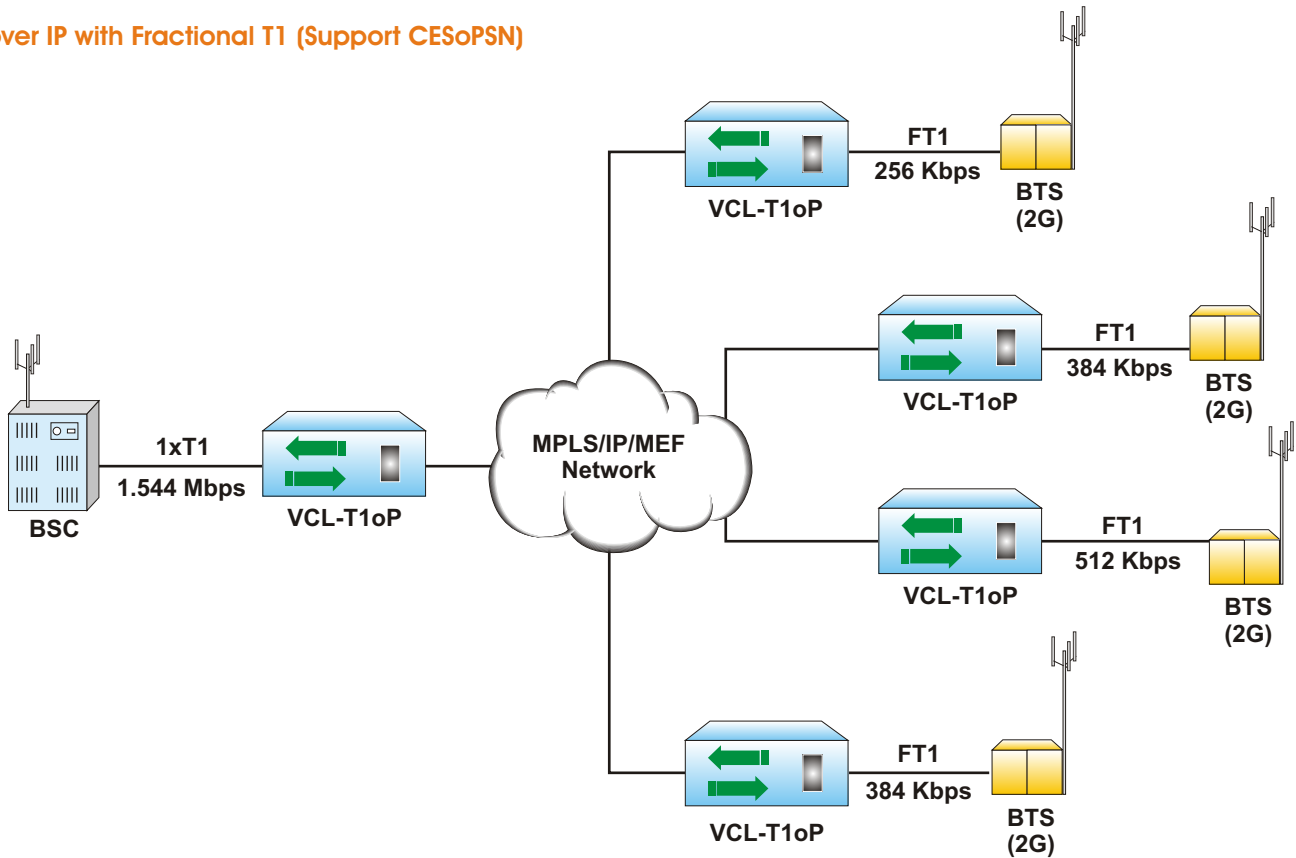 over IP with Fractional T1 (Support CESoPSN)
FT1
256 Kbps
VCL-T1oP
BTS
(2G)
FT1
384 Kbps
VCL-T1oP
BTS
(2G)
1xT1
1.544 Mbps
BSC
VCL-T1oP
MPLS/IP/MEF
Network
FT1
512 Kbps
VCL-T1oP
BTS
(2G)
FT1
384 Kbps
VCL-T1oP
BTS
(2G)